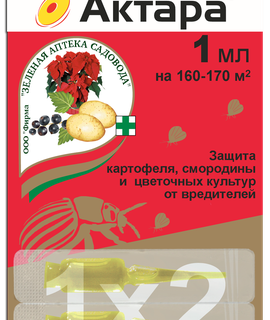 Актара
1 мл
на 160-170 м²
"ЗЕЛЕНАЯ АПТЕКА САДОВОДА"
ООО "Фирма
Защита
картофеля, смородины
и цветочных культур
от вредителей
1x2